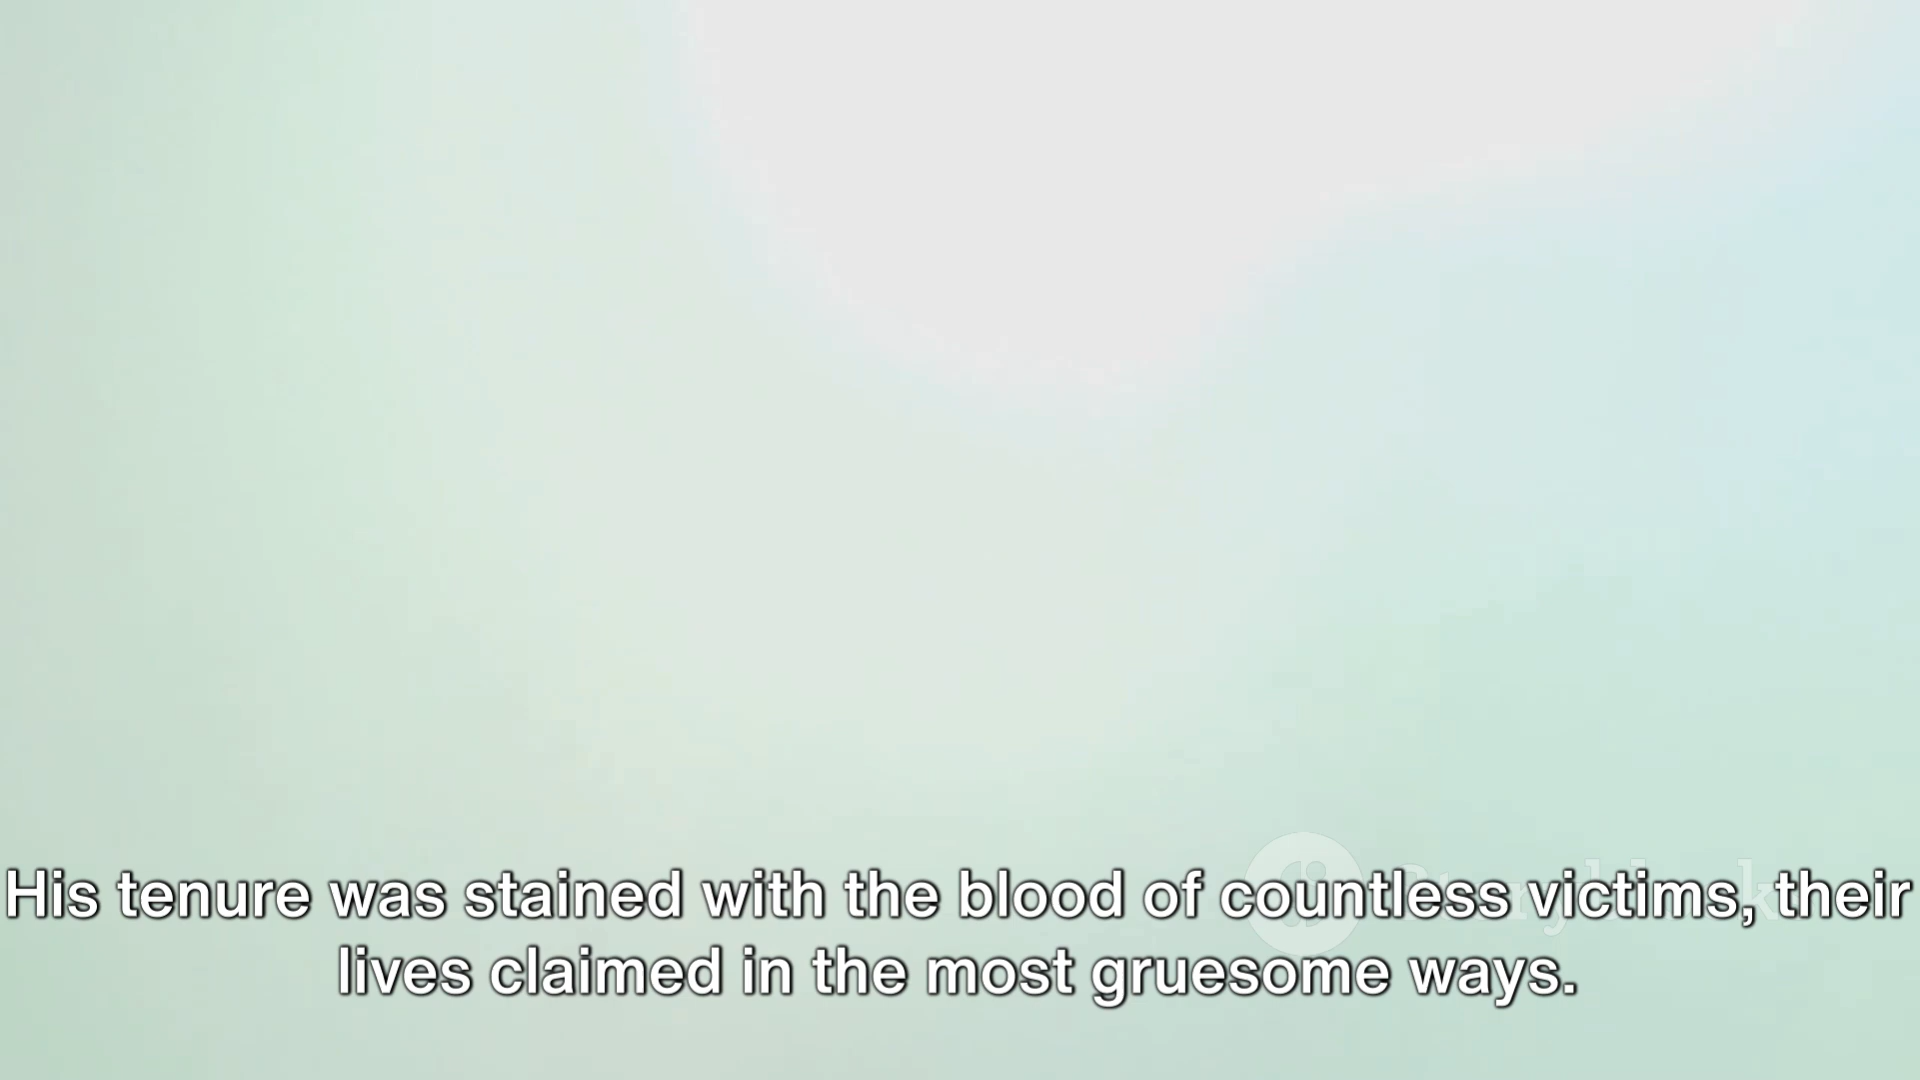 His tenure was stained with the blood of countless victims, their
lives claimed in the most gruesome ways.